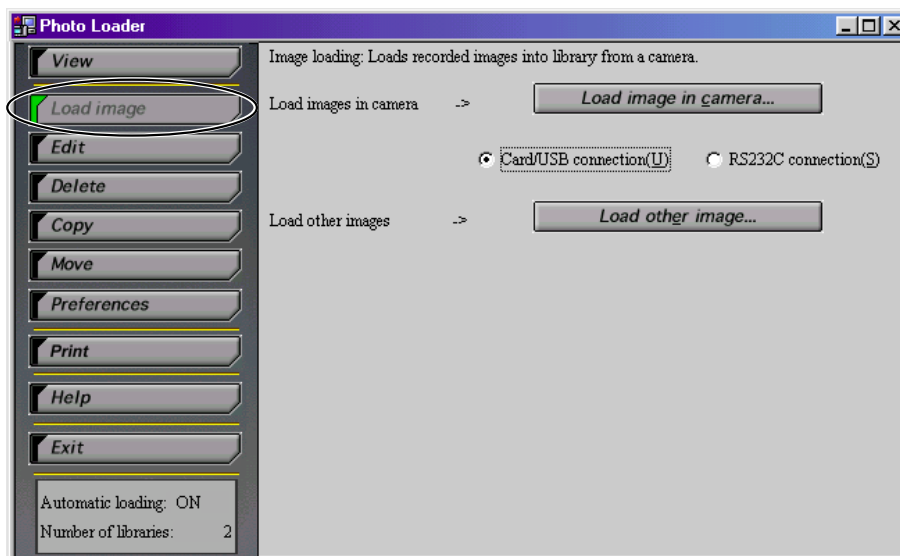 Photo Loader
View
Load image
Edit
Delete
Copy
Move
Preferences
Print
Help
Exit
Automatic loading: ON
Number of libraries: 2
Image loading: Loads recorded images into library from a camera.
Load images in camera -> Load image in camera...
Card/USB connection(U) RS232C connection(S)
Load other images -> Load other image...